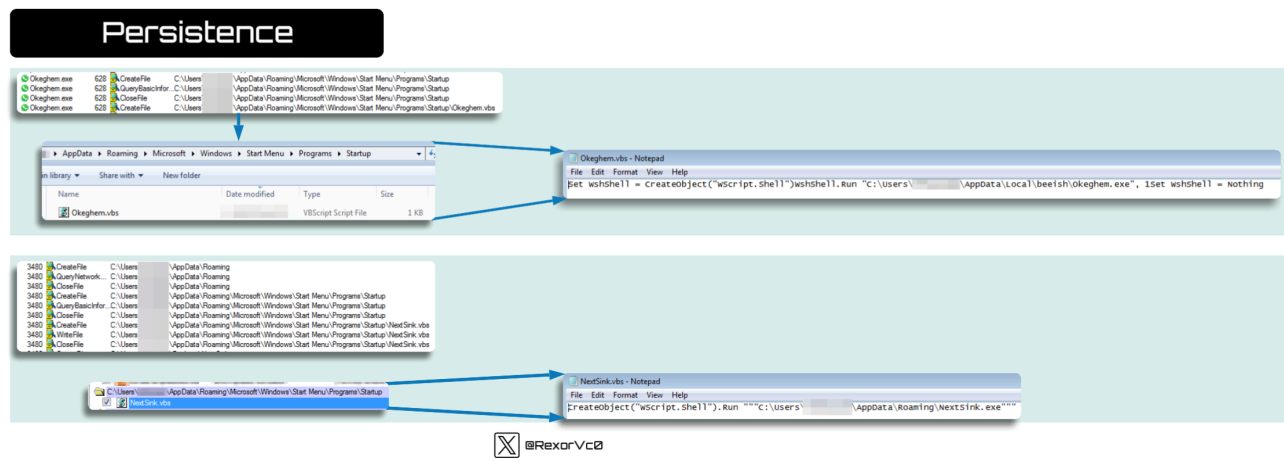 Persistence
Okeghem.exe 628 CreateFile C:\Users \AppData\Roaming\Microsoft\Windows\Start Menu\Programs\Startup
Okeghem.exe 628 QueryBasicInfor...C:\Users \AppData\Roaming\Microsoft\Windows\Start Menu\Programs\Startup
Okeghem.exe 628 CloseFile C:\Users \AppData\Roaming\Microsoft\Windows\Start Menu\Programs\Startup
Okeghem.exe 628 CreateFile C:\Users \AppData\Roaming\Microsoft\Windows\Start Menu\Programs\Startup\Okeghem.vbs
AppData Roaming Microsoft Windows Start Menu Programs Startup
in library Share with New folder
Name Date modified Type Size
Okeghem.vbs VBScript Script File 1 KB
Okeghem.vbs - Notepad
File Edit Format View Help
Set WshShell = CreateObject("WScript.Shell")WshShell.Run "C:\Users\ \AppData\Local\beeish\Okeghem.exe", 1Set WshShell = Nothing
3480 CreateFile C:\Users \AppData\Roaming
3480 QueryNetwork... C:\Users \AppData\Roaming
3480 CloseFile C:\Users \AppData\Roaming
3480 CreateFile C:\Users \AppData\Roaming\Microsoft\Windows\Start Menu\Programs\Startup
3480 QueryBasicInfor...C:\Users \AppData\Roaming\Microsoft\Windows\Start Menu\Programs\Startup
3480 CloseFile C:\Users \AppData\Roaming\Microsoft\Windows\Start Menu\Programs\Startup
3480 CreateFile C:\Users \AppData\Roaming\Microsoft\Windows\Start Menu\Programs\Startup\NextSink.vbs
3480 WriteFile C:\Users \AppData\Roaming\Microsoft\Windows\Start Menu\Programs\Startup\NextSink.vbs
3480 CloseFile C:\Users \AppData\Roaming\Microsoft\Windows\Start Menu\Programs\Startup\NextSink.vbs
C:\Users\ \AppData\Roaming\Microsoft\Windows\Start Menu\Programs\Startup
NextSink.vbs
NextSink.vbs - Notepad
File Edit Format View Help
CreateObject("WScript.Shell").Run """C:\Users\ \AppData\Roaming\NextSink.exe"""
@RexorVc0